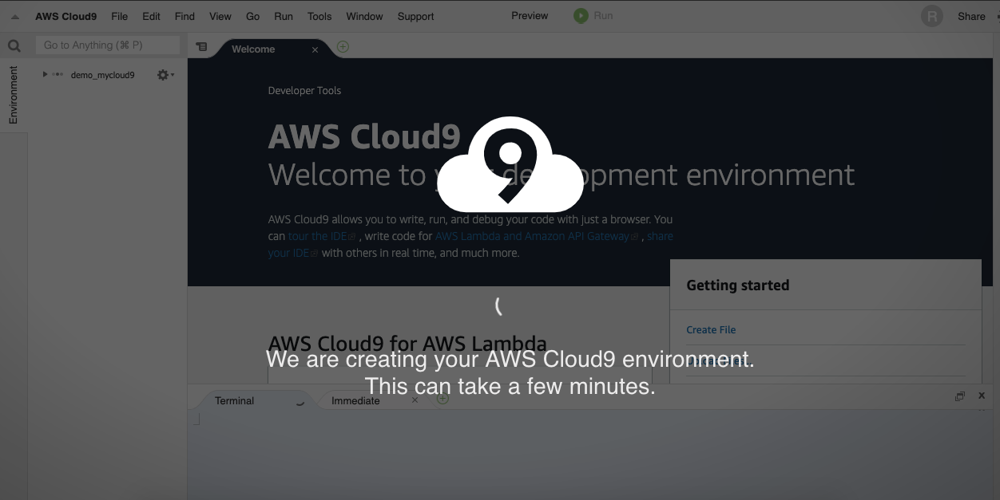 AWS Cloud9 File Edit Find View Go Run Tools Window Support Preview Run R Share
Go to Anything (⌘ P)
Welcome
Environment
demo_mycloud9
Developer Tools
AWS Cloud9
9
Welcome to your development environment
AWS Cloud9 allows you to write, run, and debug your code with just a browser. You
can tour the IDE , write code for AWS Lambda and Amazon API Gateway , share
your IDE with others in real time, and much more.
Getting started
Create File
AWS Cloud9 for AWS Lambda
We are creating your AWS Cloud9 environment.
This can take a few minutes.
Terminal Immediate